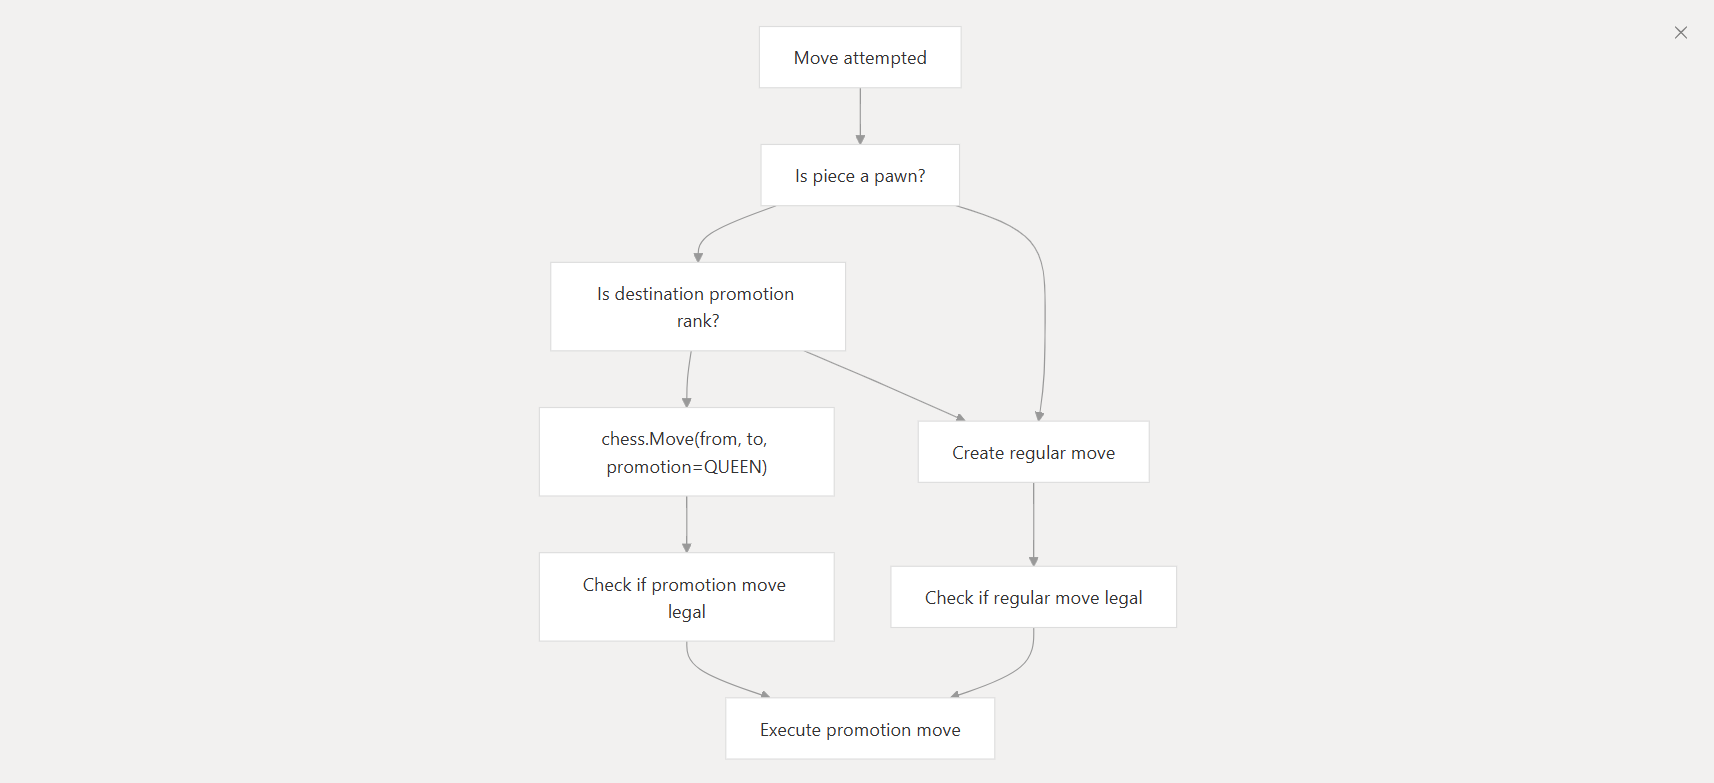 Move attempted
Is piece a pawn?
Is destination promotion
rank?
chess.Move(from, to,
promotion=QUEEN)
Create regular move
Check if promotion move
legal
Check if regular move legal
Execute promotion move